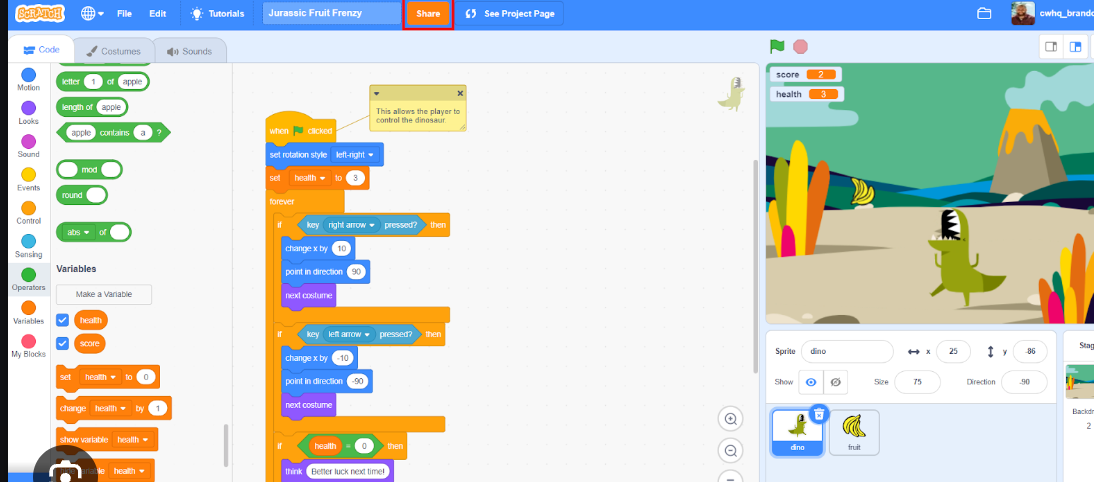 SCRATCH File Edit Tutorials Jurassic Fruit Frenzy Share See Project Page cwhq_brando
Code Costumes Sounds
Motion
Looks
Sound
Events
Control
Sensing
Operators
Variables
My Blocks
letter 1 of apple
length of apple
apple contains a ?
mod
round
abs of
Variables
Make a Variable
health
score
set health to 0
change health by 1
show variable health
variable health
This allows the player to
control the dinosaur.
when clicked
set rotation style left-right
set health to 3
forever
if key right arrow pressed? then
change x by 10
point in direction 90
next costume
if key left arrow pressed? then
change x by -10
point in direction -90
next costume
if health = 0 then
think Better luck next time!
score 2
health 3
Sprite dino x 25 y -86
Show Size 75 Direction -90
dino
fruit
Stag
Backdr
2